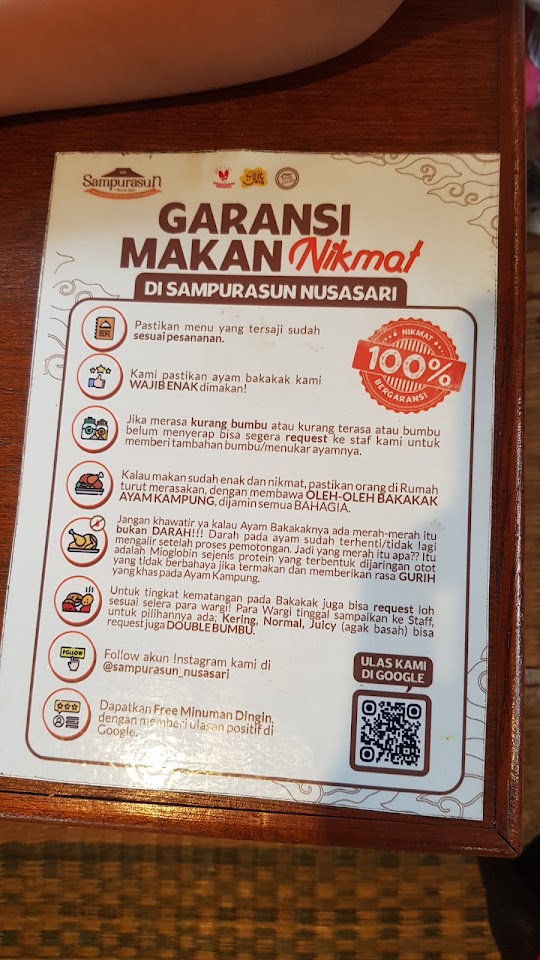 Sampurasun
GARANSI
MAKAN Nikmat
DI SAMPURASUN NUSASARI
Pastikan menu yang tersaji sudah
sesuai pesananan.
NIKMAT
100%
BERGARANSI
Kami pastikan ayam bakakak kami
WAJIB ENAK dimakan!
Jika merasa kurang bumbu atau kurang terasa atau bumbu
belum menyerap bisa segera request ke staf kami untuk
memberi tambahan bumbu/menukar ayamnya.
Kalau makan sudah enak dan nikmat, pastikan orang di Rumah
turut merasakan, dengan membawa OLEH-OLEH BAKAKAK
AYAM KAMPUNG, dijamin semua BAHAGIA.
Jangan khawatir ya kalau Ayam Bakakaknya ada merah-merah itu
bukan DARAH!!! Darah pada ayam sudah terhenti/tidak lagi
mengalir setelah proses pemotongan. Jadi yang merah itu apa?? Itu
adalah Mioglobin sejenis protein yang terbentuk dijaringan otot
yang tidak berbahaya jika termakan dan memberikan rasa GURIH
yang khas pada Ayam Kampung.
Untuk tingkat kematangan pada Bakakak juga bisa request loh
sesuai selera para wargi! Para Wargi tinggal sampaikan ke Staff,
untuk pilihannya ada; Kering, Normal, Juicy (agak basah) bisa
request juga DOUBLE BUMBU.
FOLLOW
Follow akun Instagram kami di
@sampurasun_nusasari
Dapatkan Free Minuman Dingin,
dengan memberi ulasan positif di
Google.
ULAS KAMI
DI GOOGLE